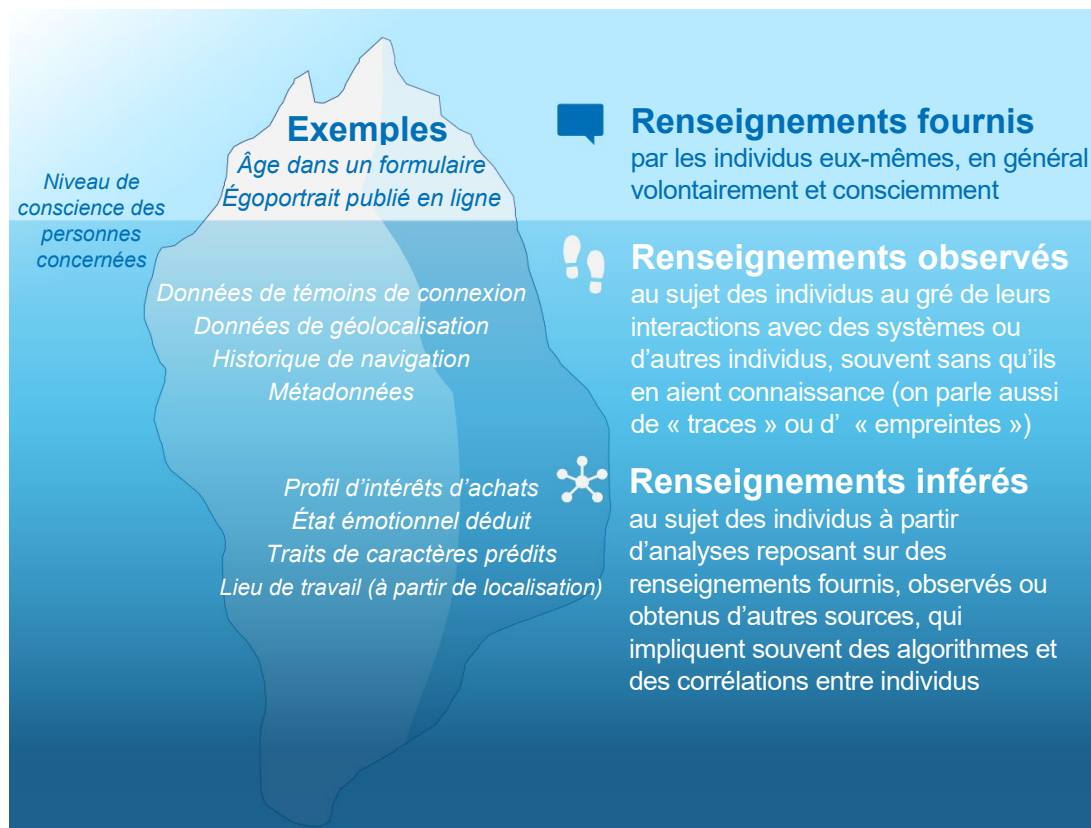 Exemples
Âge dans un formulaire
Égoportrait publié en ligne
Niveau de
conscience des
personnes
concernées
Renseignements fournis
par les individus eux-mêmes, en général
volontairement et consciemment
Données de témoins de connexion
Données de géolocalisation
Historique de navigation
Métadonnées
Renseignements observés
au sujet des individus au gré de leurs
interactions avec des systèmes ou
d'autres individus, souvent sans qu'ils
en aient connaissance (on parle aussi
de « traces » ou d' « empreintes »)
Profil d'intérêts d'achats
État émotionnel déduit
Traits de caractères prédits
Lieu de travail (à partir de localisation)
Renseignements inférés
au sujet des individus à partir
d'analyses reposant sur des
renseignements fournis, observés ou
obtenus d'autres sources, qui
impliquent souvent des algorithmes et
des corrélations entre individus